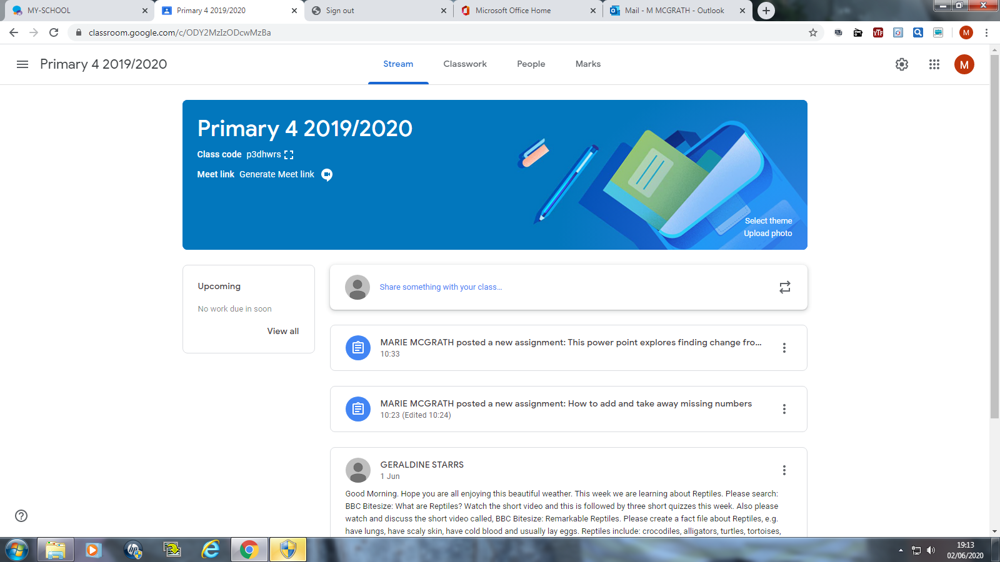 MY-SCHOOL
Primary 4 2019/2020
Sign out
Microsoft Office Home
Mail - M MCGRATH - Outlook
classroom.google.com/c/ODY2MzIzODcwMzBa
YTF
M
Primary 4 2019/2020
Stream
Classwork
People
Marks
M
Primary 4 2019/2020
Class code p3dhwrs
Meet link Generate Meet link
Select theme
Upload photo
Upcoming
No work due in soon
View all
Share something with your class…
MARIE MCGRATH posted a new assignment: This power point explores finding change fro...
10:33
MARIE MCGRATH posted a new assignment: How to add and take away missing numbers
10:23 (Edited 10:24)
GERALDINE STARRS
1 Jun
Good Morning. Hope you are all enjoying this beautiful weather. This week we are learning about Reptiles. Please search:
BBC Bitesize: What are Reptiles? Watch the short video and this is followed by three short quizzes this week. Also please
watch and discuss the short video called, BBC Bitesize: Remarkable Reptiles. Please create a fact file about Reptiles, e.g.
have lungs, have scaly skin, have cold blood and usually lay eggs. Reptiles include: crocodiles, alligators, turtles, tortoises,
hp
19:13
02/06/2020